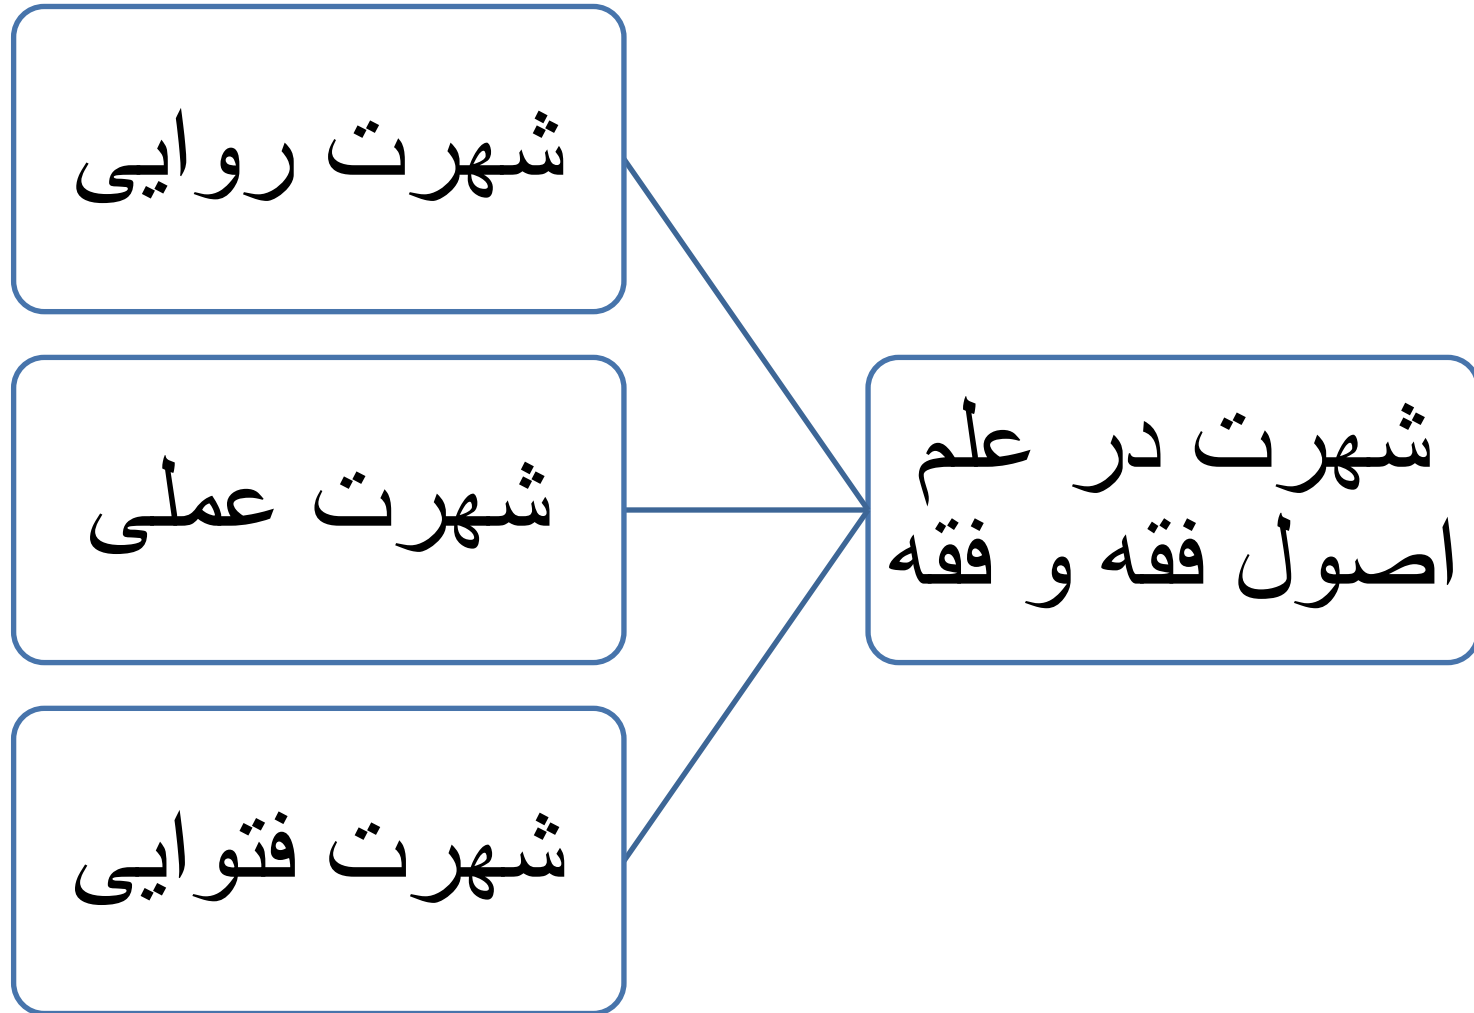 شهرت در علم
اصول فقه و فقه
شهرت روایی
شهرت عملی
شهرت فتوایی